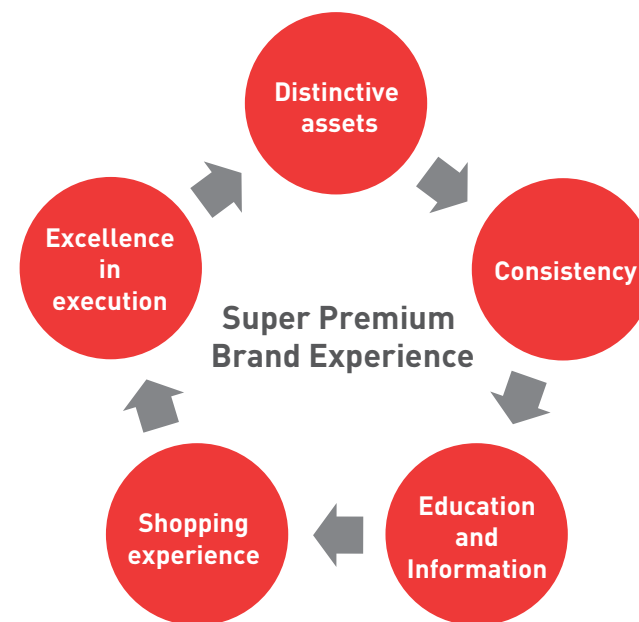 Distinctive
assets
Consistency
Education
and
Information
Shopping
experience
Excellence
in
execution
Super Premium
Brand Experience